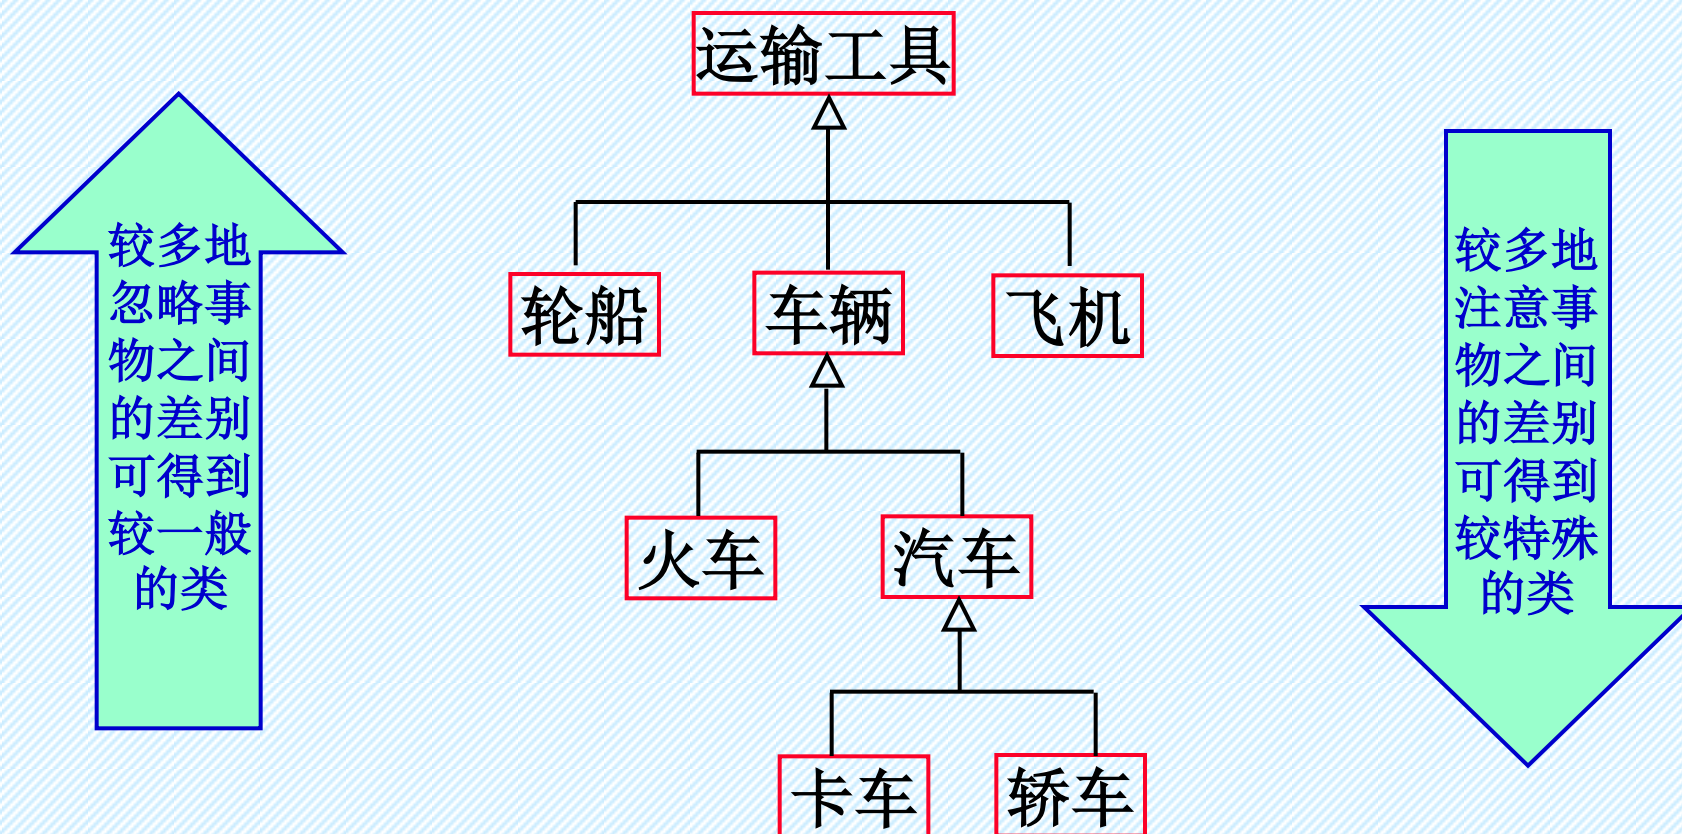 运输工具
较多地
忽略事
物之间
的差别
可得到
较一般
的类
轮船
车辆
飞机
火车
汽车
卡车
轿车
较多地
注意事
物之间
的差别
可得到
较特殊
的类